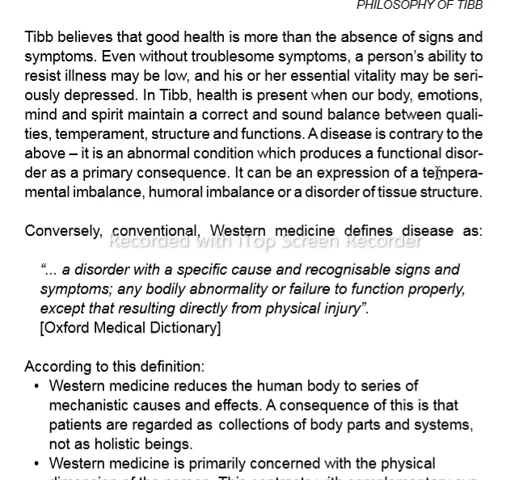 PHILOSOPHY OF TIBB
Tibb believes that good health is more than the absence of signs and
symptoms. Even without troublesome symptoms, a person's ability to
resist illness may be low, and his or her essential vitality may be seri-
ously depressed. In Tibb, health is present when our body, emotions,
mind and spirit maintain a correct and sound balance between quali-
ties, temperament, structure and functions. A disease is contrary to the
above – it is an abnormal condition which produces a functional disor-
der as a primary consequence. It can be an expression of a tempera-
mental imbalance, humoral imbalance or a disorder of tissue structure.
Conversely, conventional, Western medicine defines disease as:
Recorded with iTop Screen Recorder
“... a disorder with a specific cause and recognisable signs and
symptoms; any bodily abnormality or failure to function properly,
except that resulting directly from physical injury”.
[Oxford Medical Dictionary]
According to this definition:
• Western medicine reduces the human body to series of
mechanistic causes and effects. A consequence of this is that
patients are regarded as collections of body parts and systems,
not as holistic beings.
• Western medicine is primarily concerned with the physical